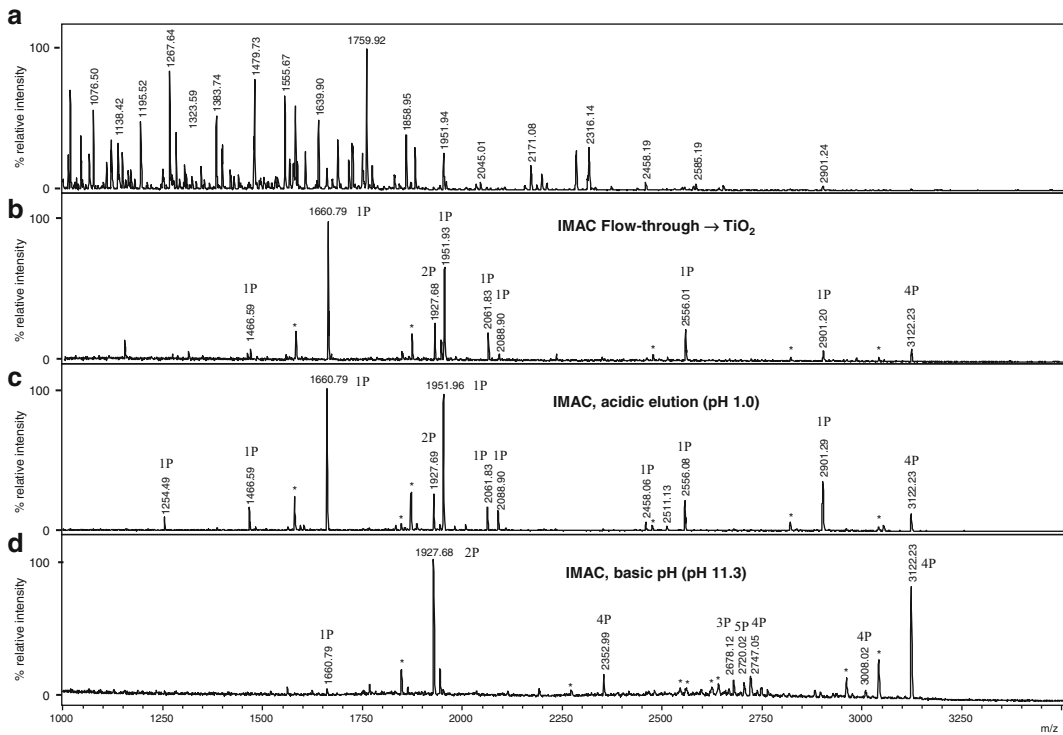 a
% relative intensity
100
0
1076.50
1138.42
1195.52
1267.64
1323.59
1383.74
1479.73
1555.67
1639.90
1759.92
1858.95
1951.94
2045.01
2171.08
2316.14
2458.19
2585.19
2901.24
b
IMAC Flow-through → TiO2
% relative intensity
100
0
1P
1466.59
*
1660.79 1P
*
2P
1927.68
1P
1951.93
1P
2061.83
1P
2088.90
*
1P
2556.01
*
1P
2901.20
*
4P
3122.23
c
IMAC, acidic elution (pH 1.0)
% relative intensity
100
0
1P
1254.49
1P
1466.59
*
1660.79 1P
*
*
2P
1927.69
1951.96 1P
1P
2061.83
1P
2088.90
1P
2458.06
*
2511.13
1P
2556.08
*
1P
2901.29
*
4P
3122.23
d
IMAC, basic pH (pH 11.3)
% relative intensity
100
0
1P
1660.79
*
1927.68 2P
*
4P
2352.99
*
*
*
*
3P
2678.12
5P
2720.02
4P
2747.05
*
4P
3008.02
*
3122.23
4P
1000 1250 1500 1750 2000 2250 2500 2750 3000 3250
m/z